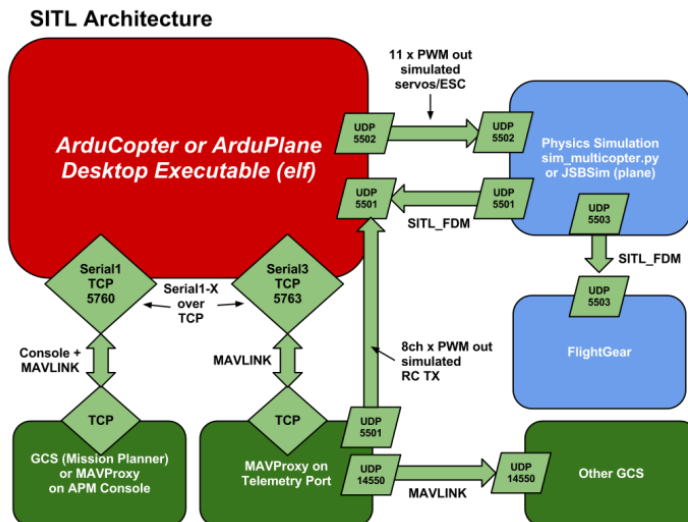 SITL Architecture
11 x PWM out
simulated
servos/ESC
ArduCopter or ArduPlane
Desktop Executable (elf)
UDP
5502
UDP
5502
Physics Simulation
sim_multicopter.py
or JSBSim (plane)
UDP
5501
UDP
5501
SITL_FDM
UDP
5503
SITL_FDM
UDP
5503
FlightGear
Serial1
TCP
5760
Serial1-X
over
TCP
Serial3
TCP
5763
Console +
MAVLINK
MAVLINK
8ch x PWM out
simulated
RC TX
TCP
TCP
UDP
5501
GCS (Mission Planner)
or MAVProxy
on APM Console
MAVProxy on
Telemetry Port
UDP
14550
MAVLINK
UDP
14550
Other GCS